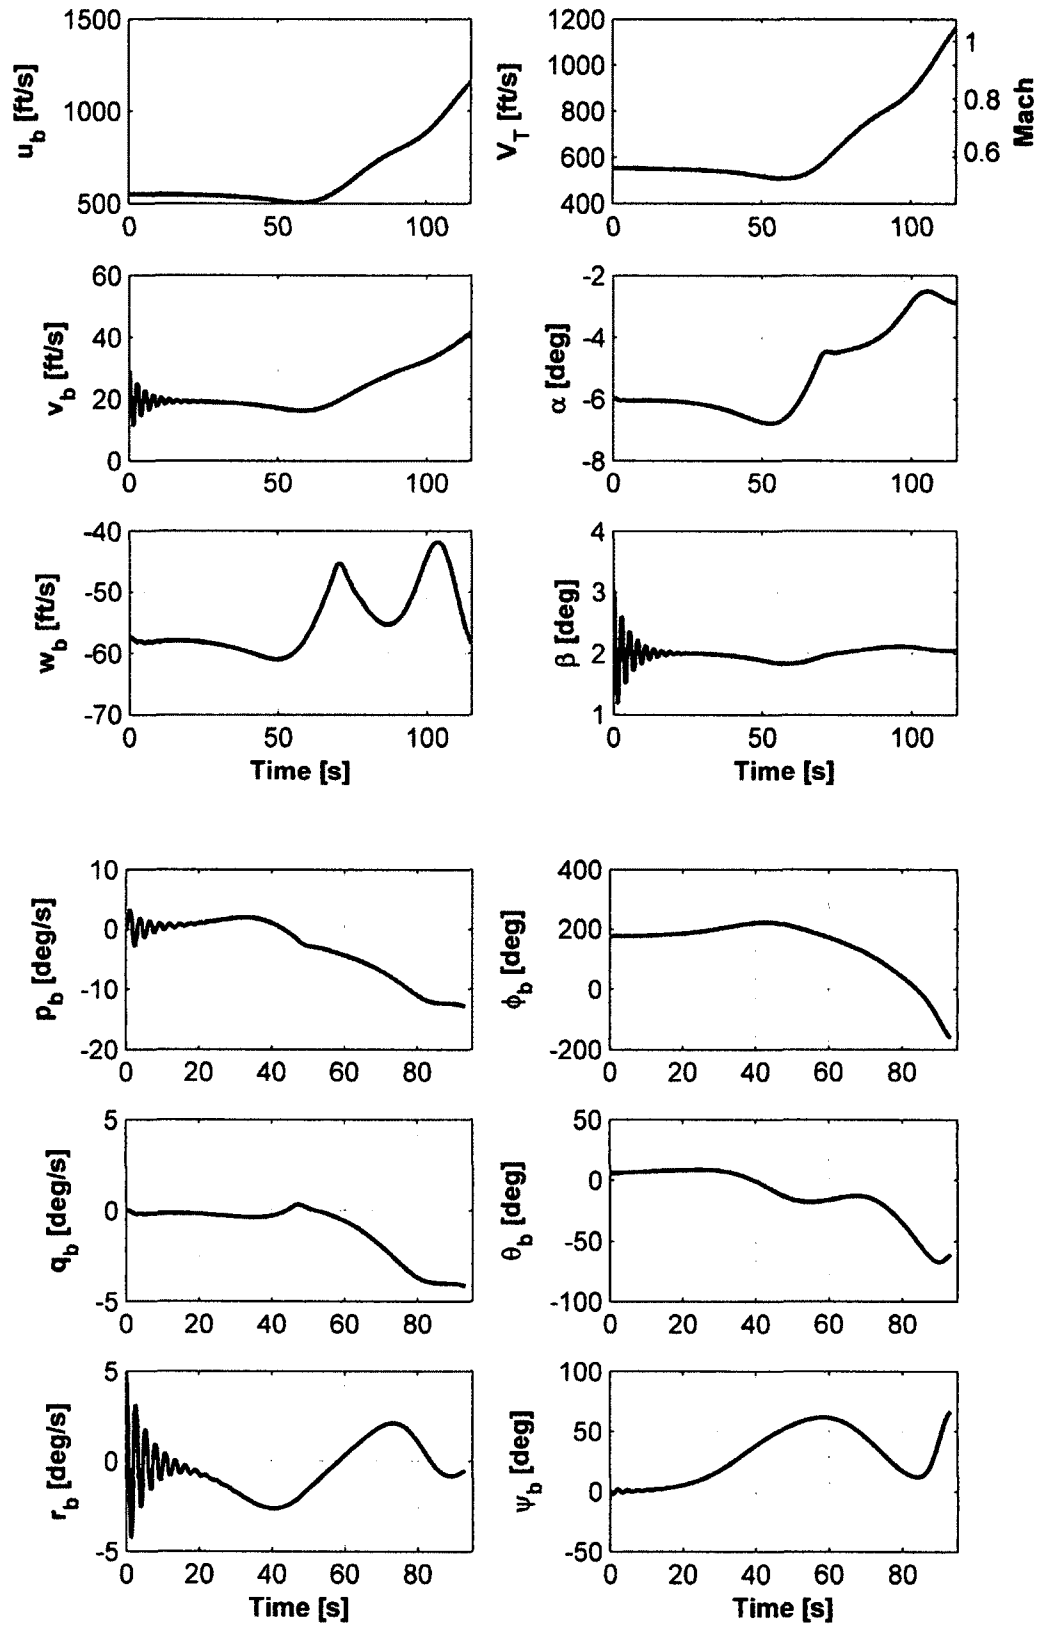 u_b [ft/s]
1500
1000
500
0 50 100
V_T [ft/s]
1200
1000
800
600
400
0 50 100
1
0.8
0.6
Mach
v_b [ft/s]
60
40
20
0
0 50 100
α [deg]
-2
-4
-6
-8
0 50 100
w_b [ft/s]
-40
-50
-60
-70
0 50 100
Time [s]
β [deg]
4
3
2
1
0 50 100
Time [s]
p_b [deg/s]
10
0
-10
-20
0 20 40 60 80
ϕ_b [deg]
400
200
0
-200
0 20 40 60 80
q_b [deg/s]
5
0
-5
0 20 40 60 80
θ_b [deg]
50
0
-50
-100
0 20 40 60 80
r_b [deg/s]
5
0
-5
0 20 40 60 80
Time [s]
ψ_b [deg]
100
50
0
-50
0 20 40 60 80
Time [s]